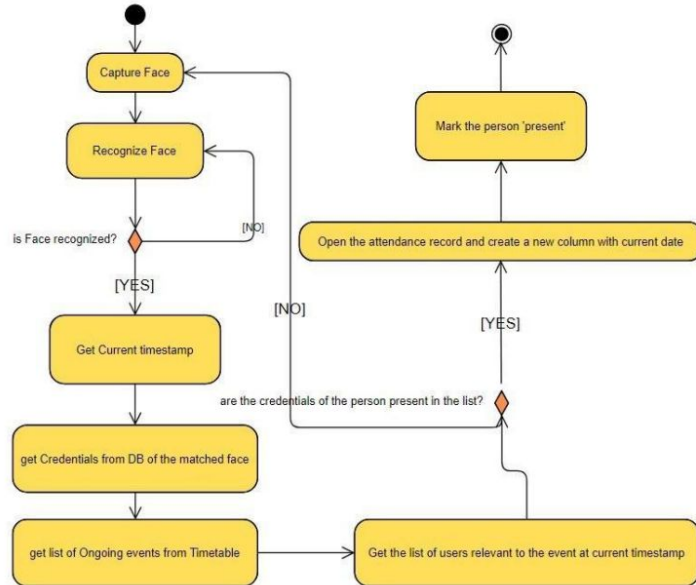 Capture Face
Recognize Face
is Face recognized?
[NO]
[YES]
Get Current timestamp
get Credentials from DB of the matched face
get list of Ongoing events from Timetable
Get the list of users relevant to the event at current timestamp
are the credentials of the person present in the list?
[NO]
[YES]
Open the attendance record and create a new column with current date
Mark the person 'present'